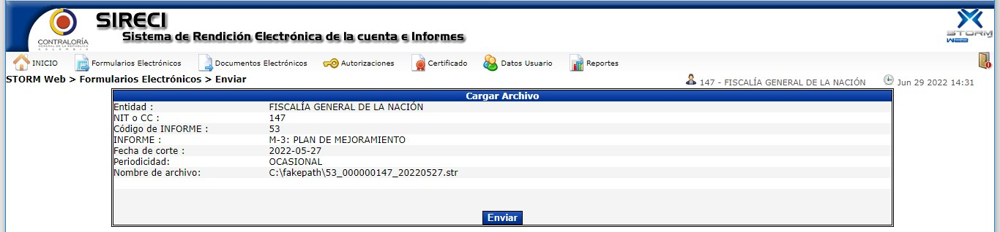 SIRECI
Sistema de Rendición Electrónica de la cuenta e Informes
CONTRALORÍA
GENERAL DE LA REPÚBLICA
COLOMBIA
STORM
WEB
INICIO Formularios Electrónicos Documentos Electrónicos Autorizaciones Certificado Datos Usuario Reportes
STORM Web > Formularios Electrónicos > Enviar 147 - FISCALÍA GENERAL DE LA NACIÓN Jun 29 2022 14:31
Cargar Archivo
Entidad : FISCALÍA GENERAL DE LA NACIÓN
NIT o CC : 147
Código de INFORME : 53
INFORME : M-3: PLAN DE MEJORAMIENTO
Fecha de corte : 2022-05-27
Periodicidad: OCASIONAL
Nombre de archivo: C:\fakepath\53_000000147_20220527.str
Enviar